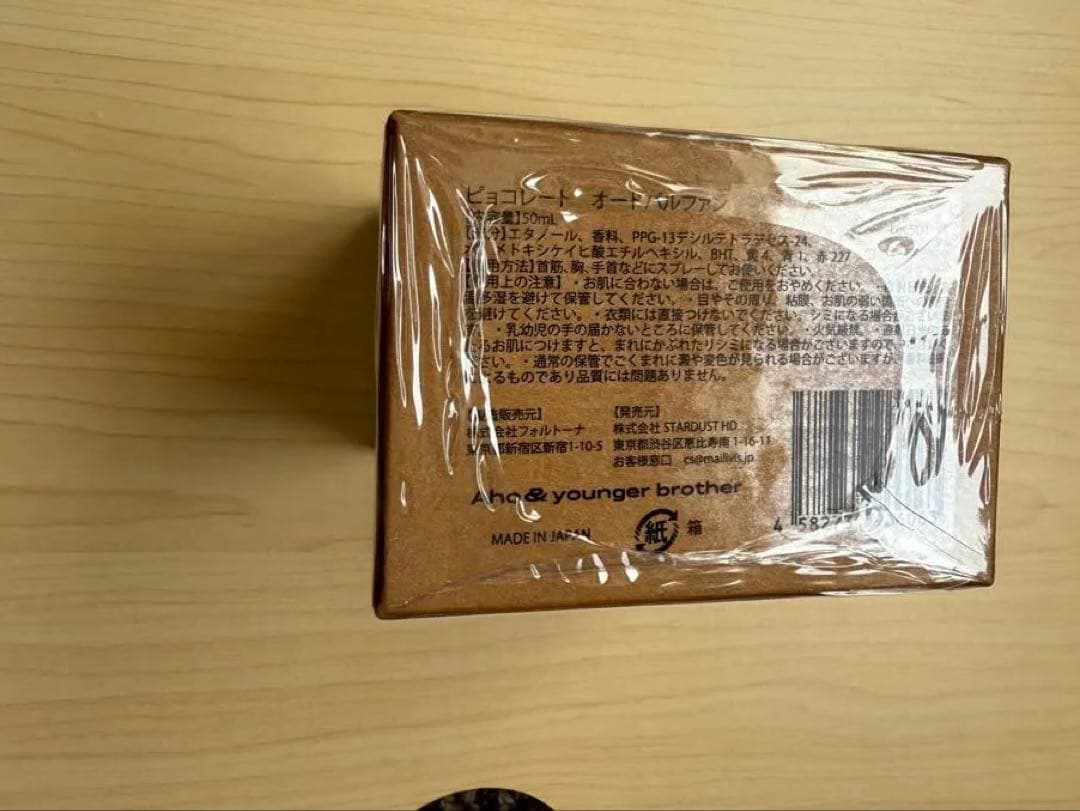 ピョコレート オードパルファン
【内容量】50mL
【成分】エタノール、香料、PPG-13デシルテトラデセス-24、
メトキシケイヒ酸エチルヘキシル、BHT、黄4、青1、赤227
【使用方法】首筋、胸、手首などにスプレーしてお使いください。
【使用上の注意】・お肌に合わない場合は、ご使用をおやめください。
温多湿を避けて保管してください。・目やその周り、粘膜、お肌の弱い
を避けてください。・衣類には直接つけないでください。シミになる場合
・乳幼児の手の届かないところに保管してください。・火気厳禁。・直射日光
お肌につけますと、まれにかぶれたりシミになる場合がございますので
さい。・通常の保管でごくまれに濁や変色が見られる場合がございますが
よるものであり品質には問題ありません。
【製造販売元】
株式会社フォルトーナ
東京都新宿区新宿1-10-5
【発売元】
株式会社 STARDUST HD.
東京都渋谷区恵比寿南1-16-11
お客様窓口 cs@maillvis.jp
Aho & younger brother
MADE IN JAPAN
紙 箱
4 58227